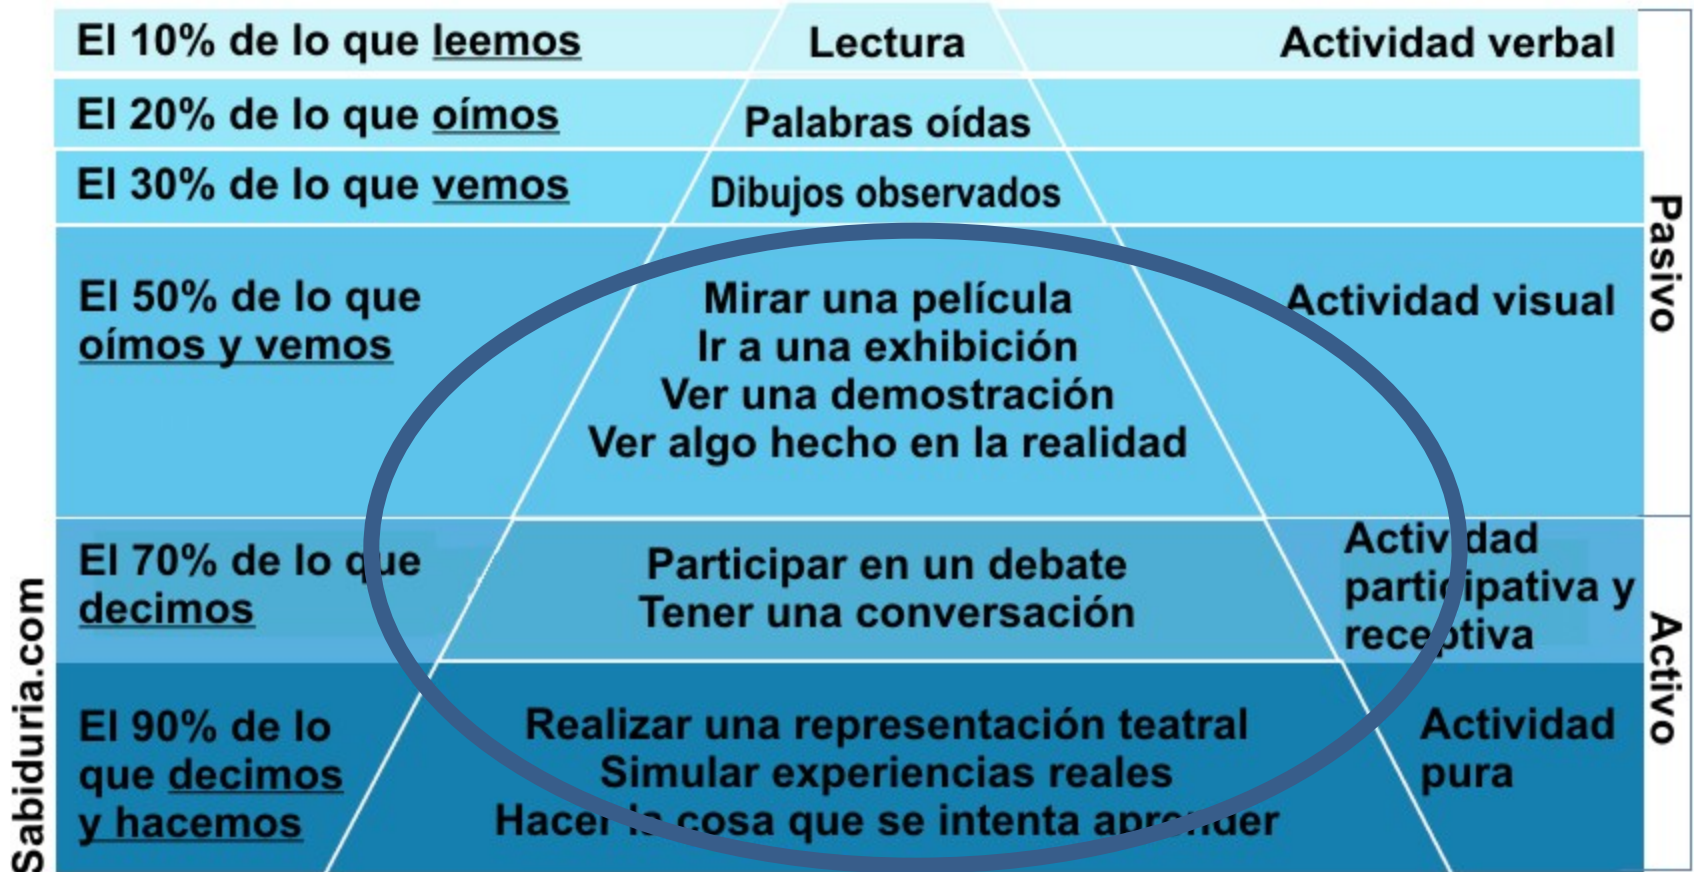 El 10% de lo que leemos
Lectura
Actividad verbal
El 20% de lo que oímos
Palabras oídas
El 30% de lo que vemos
Dibujos observados
El 50% de lo que
oímos y vemos
Mirar una película
Ir a una exhibición
Ver una demostración
Ver algo hecho en la realidad
Actividad visual
Pasivo
El 70% de lo que
decimos
Participar en un debate
Tener una conversación
Actividad
participativa y
receptiva
El 90% de lo
que decimos
y hacemos
Realizar una representación teatral
Simular experiencias reales
Hacer la cosa que se intenta aprender
Actividad
pura
Activo
Sabiduria.com